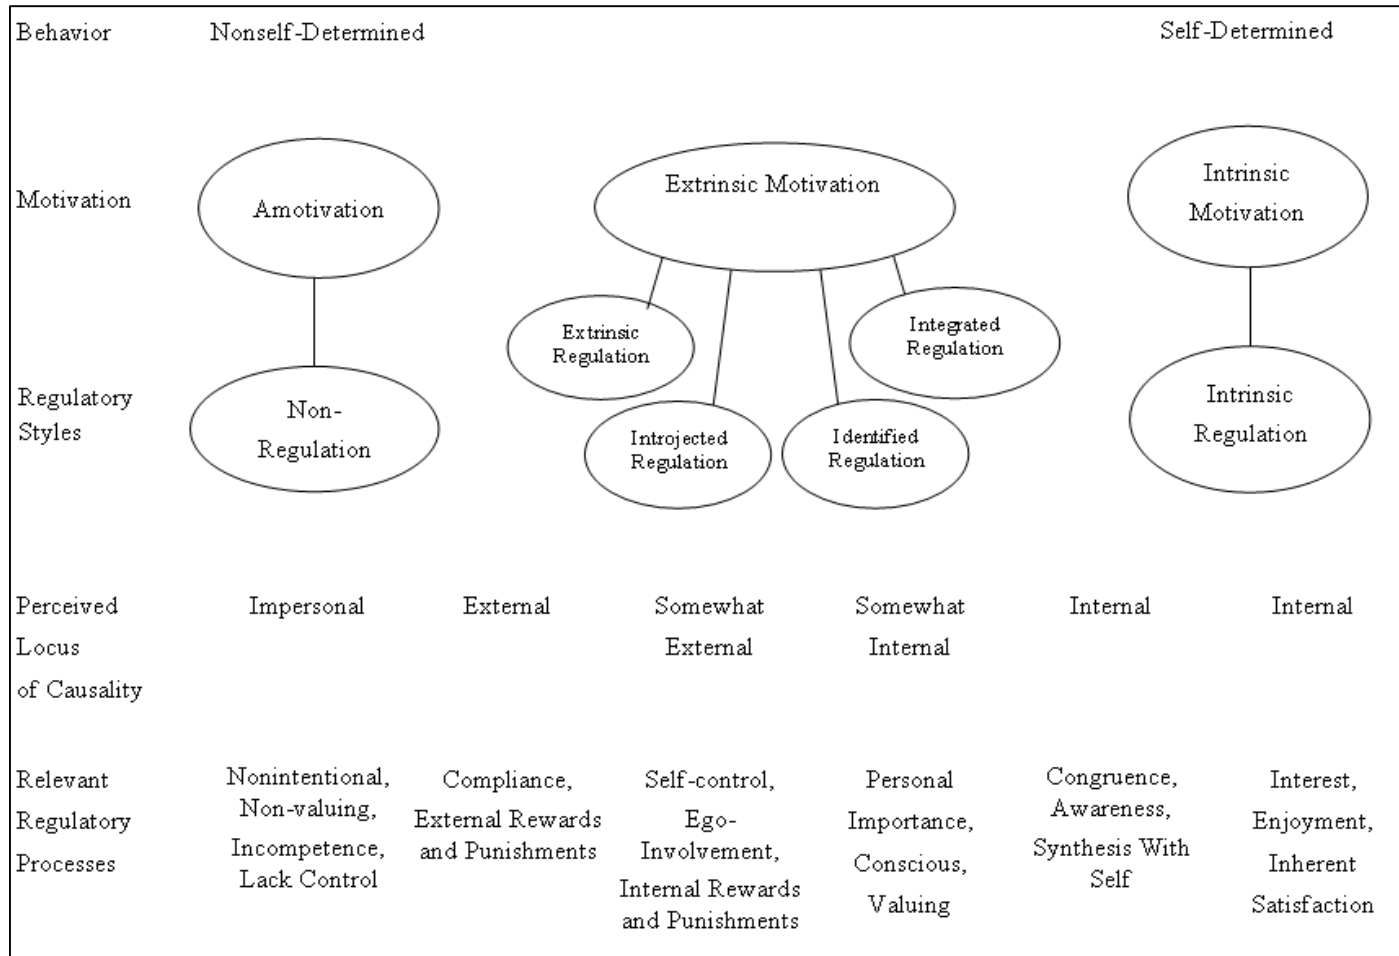 Behavior
Nonself-Determined
Self-Determined
Motivation
Amotivation
Extrinsic Motivation
Intrinsic
Motivation
Regulatory
Styles
Non-
Regulation
Extrinsic
Regulation
Introjected
Regulation
Identified
Regulation
Integrated
Regulation
Intrinsic
Regulation
Perceived
Locus
of Causality
Impersonal
External
Somewhat
External
Somewhat
Internal
Internal
Internal
Relevant
Regulatory
Processes
Nonintentional,
Non-valuing,
Incompetence,
Lack Control
Compliance,
External Rewards
and Punishments
Self-control,
Ego-
Involvement,
Internal Rewards
and Punishments
Personal
Importance,
Conscious,
Valuing
Congruence,
Awareness,
Synthesis With
Self
Interest,
Enjoyment,
Inherent
Satisfaction